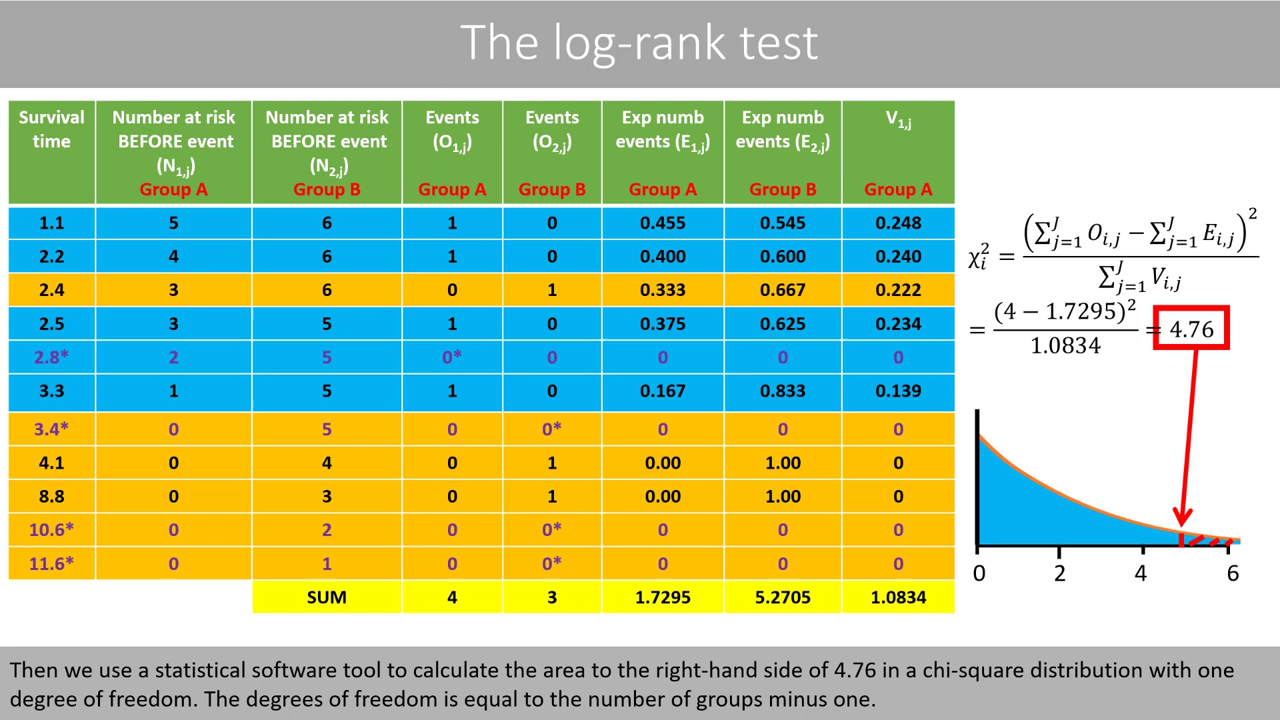 The log-rank test
Survival time | Number at risk BEFORE event (N₁,ⱼ) Group A | Number at risk BEFORE event (N₂,ⱼ) Group B | Events (O₁,ⱼ) Group A | Events (O₂,ⱼ) Group B | Exp numb events (E₁,ⱼ) Group A | Exp numb events (E₂,ⱼ) Group B | V₁,ⱼ Group A
1.1 | 5 | 6 | 1 | 0 | 0.455 | 0.545 | 0.248
2.2 | 4 | 6 | 1 | 0 | 0.400 | 0.600 | 0.240
2.4 | 3 | 6 | 0 | 1 | 0.333 | 0.667 | 0.222
2.5 | 3 | 5 | 1 | 0 | 0.375 | 0.625 | 0.234
2.8* | 2 | 5 | 0* | 0 | 0 | 0 | 0
3.3 | 1 | 5 | 1 | 0 | 0.167 | 0.833 | 0.139
3.4* | 0 | 5 | 0 | 0* | 0 | 0 | 0
4.1 | 0 | 4 | 0 | 1 | 0.00 | 1.00 | 0
8.8 | 0 | 3 | 0 | 1 | 0.00 | 1.00 | 0
10.6* | 0 | 2 | 0 | 0* | 0 | 0 | 0
11.6* | 0 | 1 | 0 | 0* | 0 | 0 | 0
SUM | 4 | 3 | 1.7295 | 5.2705 | 1.0834
χᵢ² = (∑ⱼ₌₁ᴶ Oᵢ,ⱼ − ∑ⱼ₌₁ᴶ Eᵢ,ⱼ)² / ∑ⱼ₌₁ᴶ Vᵢ,ⱼ
= (4 − 1.7295)² / 1.0834 = 4.76
0 2 4 6
Then we use a statistical software tool to calculate the area to the right-hand side of 4.76 in a chi-square distribution with one
degree of freedom. The degrees of freedom is equal to the number of groups minus one.